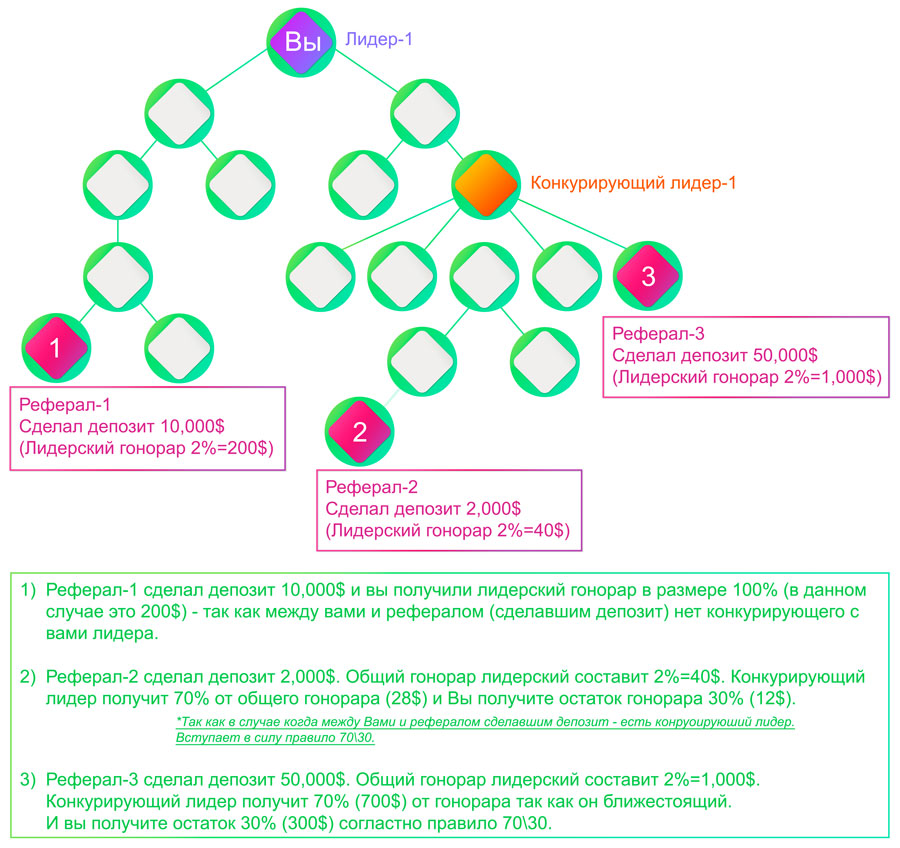 Вы
Лидер-1
Конкурирующий лидер-1
3
Реферал-3
Сделал депозит 50,000$
(Лидерский гонорар 2%=1,000$)
1
Реферал-1
Сделал депозит 10,000$
(Лидерский гонорар 2%=200$)
2
Реферал-2
Сделал депозит 2,000$
(Лидерский гонорар 2%=40$)
1) Реферал-1 сделал депозит 10,000$ и вы получили лидерский гонорар в размере 100% (в данном
случае это 200$) - так как между вами и рефералом (сделавшим депозит) нет конкурирующего с
вами лидера.
2) Реферал-2 сделал депозит 2,000$. Общий гонорар лидерский составит 2%=40$. Конкурирующий
лидер получит 70% от общего гонорара (28$) и Вы получите остаток гонорара 30% (12$).
*Так как в случае когда между Вами и рефералом сделавшим депозит - есть конруоируюший лидер.
Вступает в силу правило 70\30.
3) Реферал-3 сделал депозит 50,000$. Общий гонорар лидерский составит 2%=1,000$.
Конкурирующий лидер получит 70% (700$) от гонорара так как он ближестоящий.
И вы получите остаток 30% (300$) согластно правило 70\30.